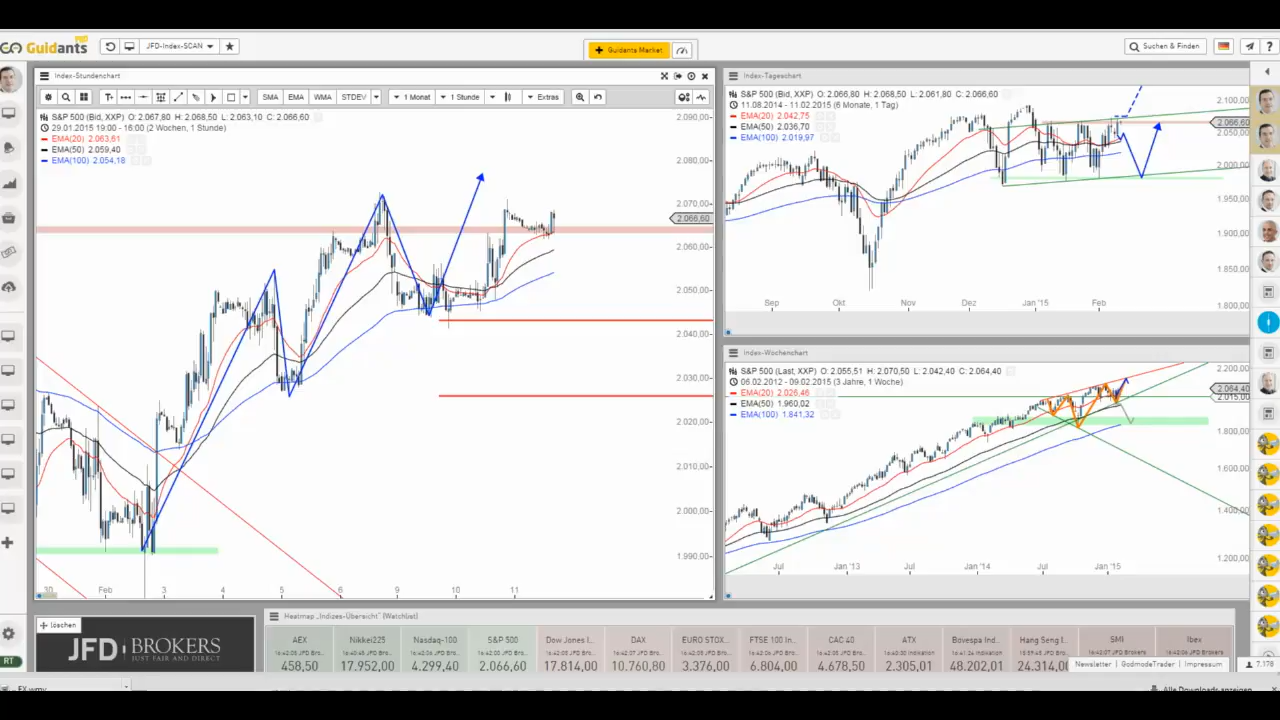 Guidants PRO
JFD-Index-SCAN
Guidants Market
Suchen & Finden
?
Index-Stundenchart
SMA EMA WMA STDEV 1 Monat 1 Stunde Extras
S&P 500 (Bid, XXP) O: 2.066,80 H: 2.068,50 L: 2.063,10 C: 2.066,60
29.01.2015 19:00 - 16:00 (2 Wochen, 1 Stunde)
EMA(20) 2.063,61
EMA(50) 2.059,40
EMA(100) 2.054,18
2.090,00
2.080,00
2.070,00
2.066,60
2.060,00
2.050,00
2.040,00
2.030,00
2.020,00
2.010,00
2.000,00
1.990,00
30 Feb 3 4 5 6 9 10 11
Index-Tageschart
S&P 500 (Bid, XXP) O: 2.067,50 H: 2.068,50 L: 2.061,80 C: 2.066,60
11.08.2014 - 11.02.2015 (6 Monate, 1 Tag)
EMA(20) 2.042,75
EMA(50) 2.036,70
EMA(100) 2.019,97
2.100,00
2.066,60
2.050,00
2.000,00
1.950,00
1.900,00
1.850,00
1.800,00
Sep Okt Nov Dez Jan '15 Feb
Index-Wochenchart
S&P 500 (Last, XXP) O: 2.055,51 H: 2.070,50 L: 2.042,40 C: 2.064,40
06.02.2012 - 09.02.2015 (3 Jahre, 1 Woche)
EMA(20) 2.026,46
EMA(50) 1.960,02
EMA(100) 1.841,32
2.200,00
2.064,40
2.015,00
1.800,00
1.600,00
1.400,00
1.200,00
Jul Jan '13 Jul Jan '14 Jul Jan '15
löschen
JFD BROKERS
JUST FAIR AND DIRECT
Heatmap „Indizes-Übersicht" (Watchlist)
AEX Nikkei225 Nasdaq-100 S&P 500 Dow Jones I... DAX EURO STOX... FTSE 100 In... CAC 40 ATX Bovespa Ind... Hang Seng I... SMI Ibex
458,50 17.952,00 4.299,40 2.066,60 17.814,00 10.760,80 3.376,00 6.804,00 4.678,50 2.305,01 48.202,01 24.314,0
Newsletter GodmodeTrader Impressum
7.178
RT
Alle Downloads anzeigen